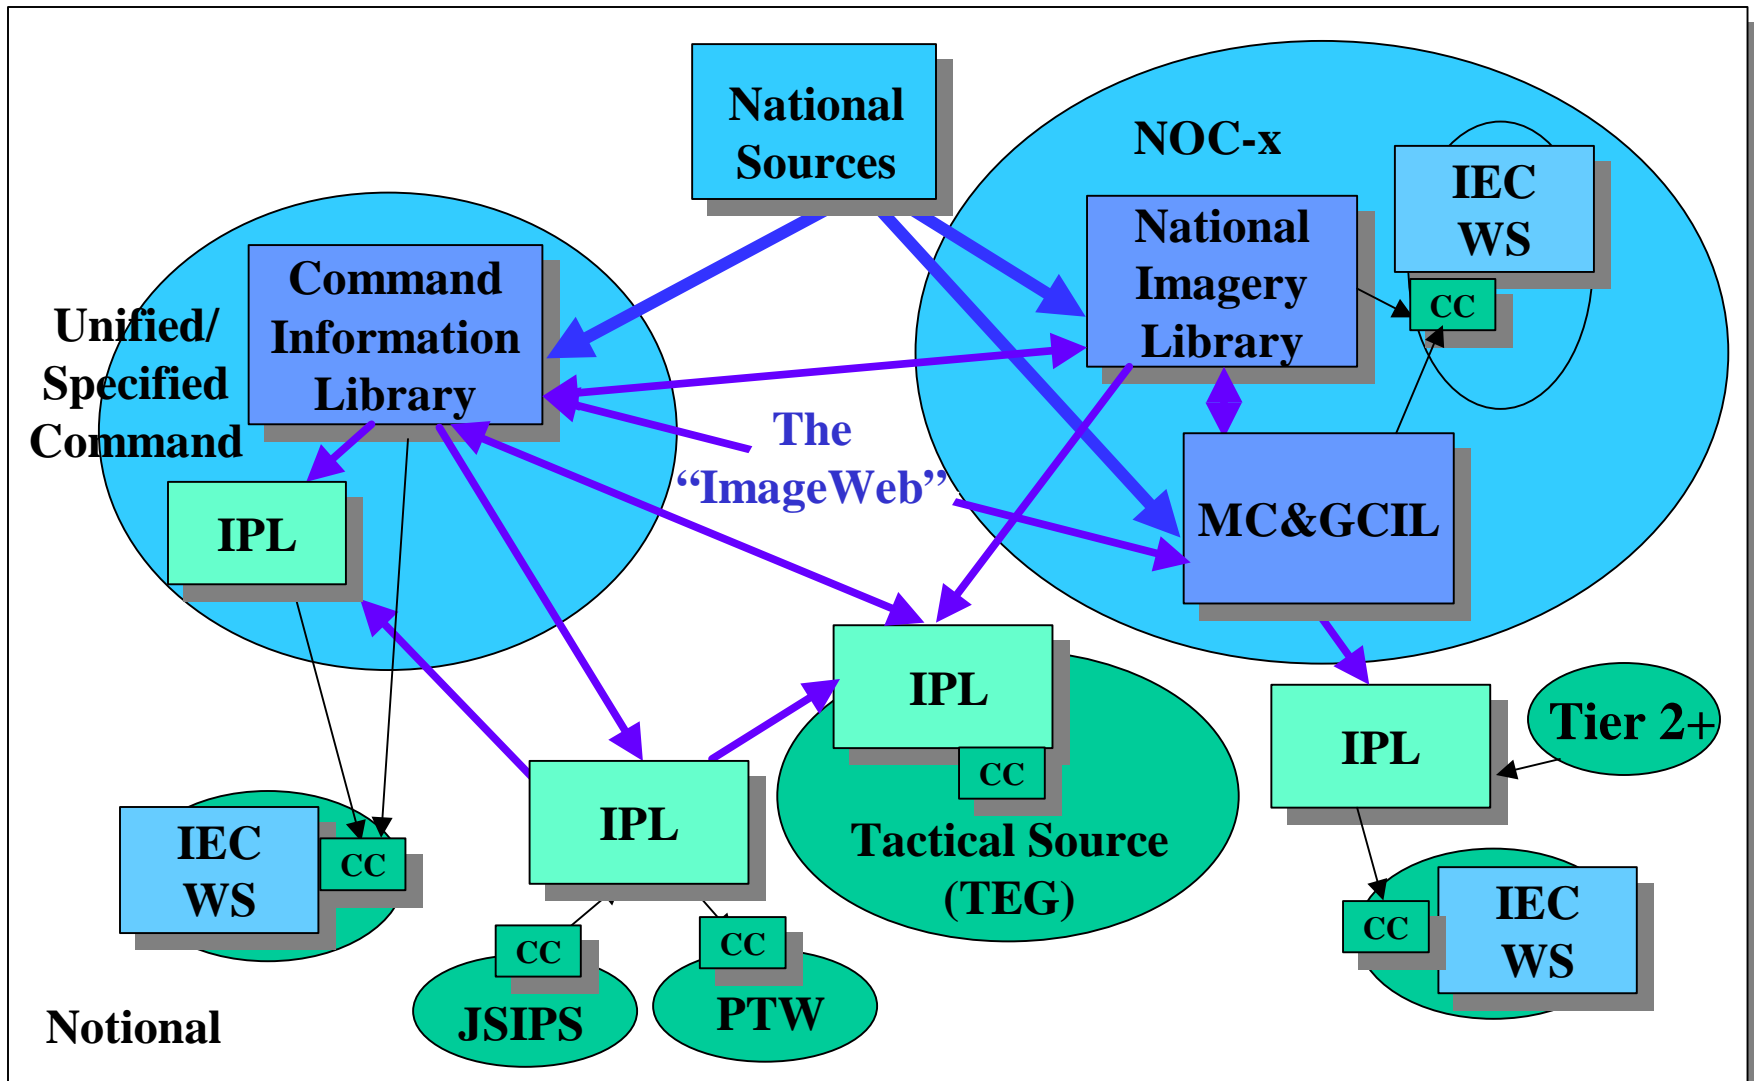 National
Sources
NOC-x
IEC
WS
CC
National
Imagery
Library
Command
Information
Library
Unified/
Specified
Command
The
“ImageWeb”
MC&GCIL
IPL
IPL
CC
Tactical Source
(TEG)
IPL
Tier 2+
IPL
IEC
WS
CC
CC
JSIPS
CC
PTW
CC
IEC
WS
Notional